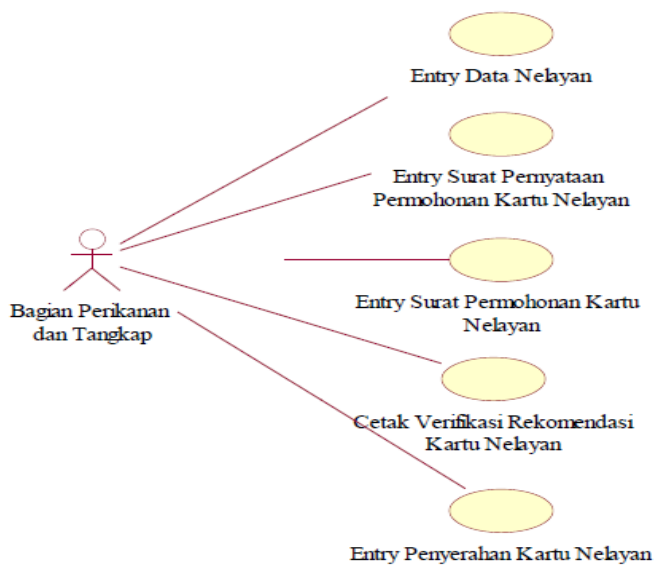 Entry Data Nelayan
Entry Surat Pernyataan
Permohonan Kartu Nelayan
Bagian Perikanan
dan Tangkap
Entry Surat Permohonan Kartu
Nelayan
Cetak Verifikasi Rekomendasi
Kartu Nelayan
Entry Penyerahan Kartu Nelayan